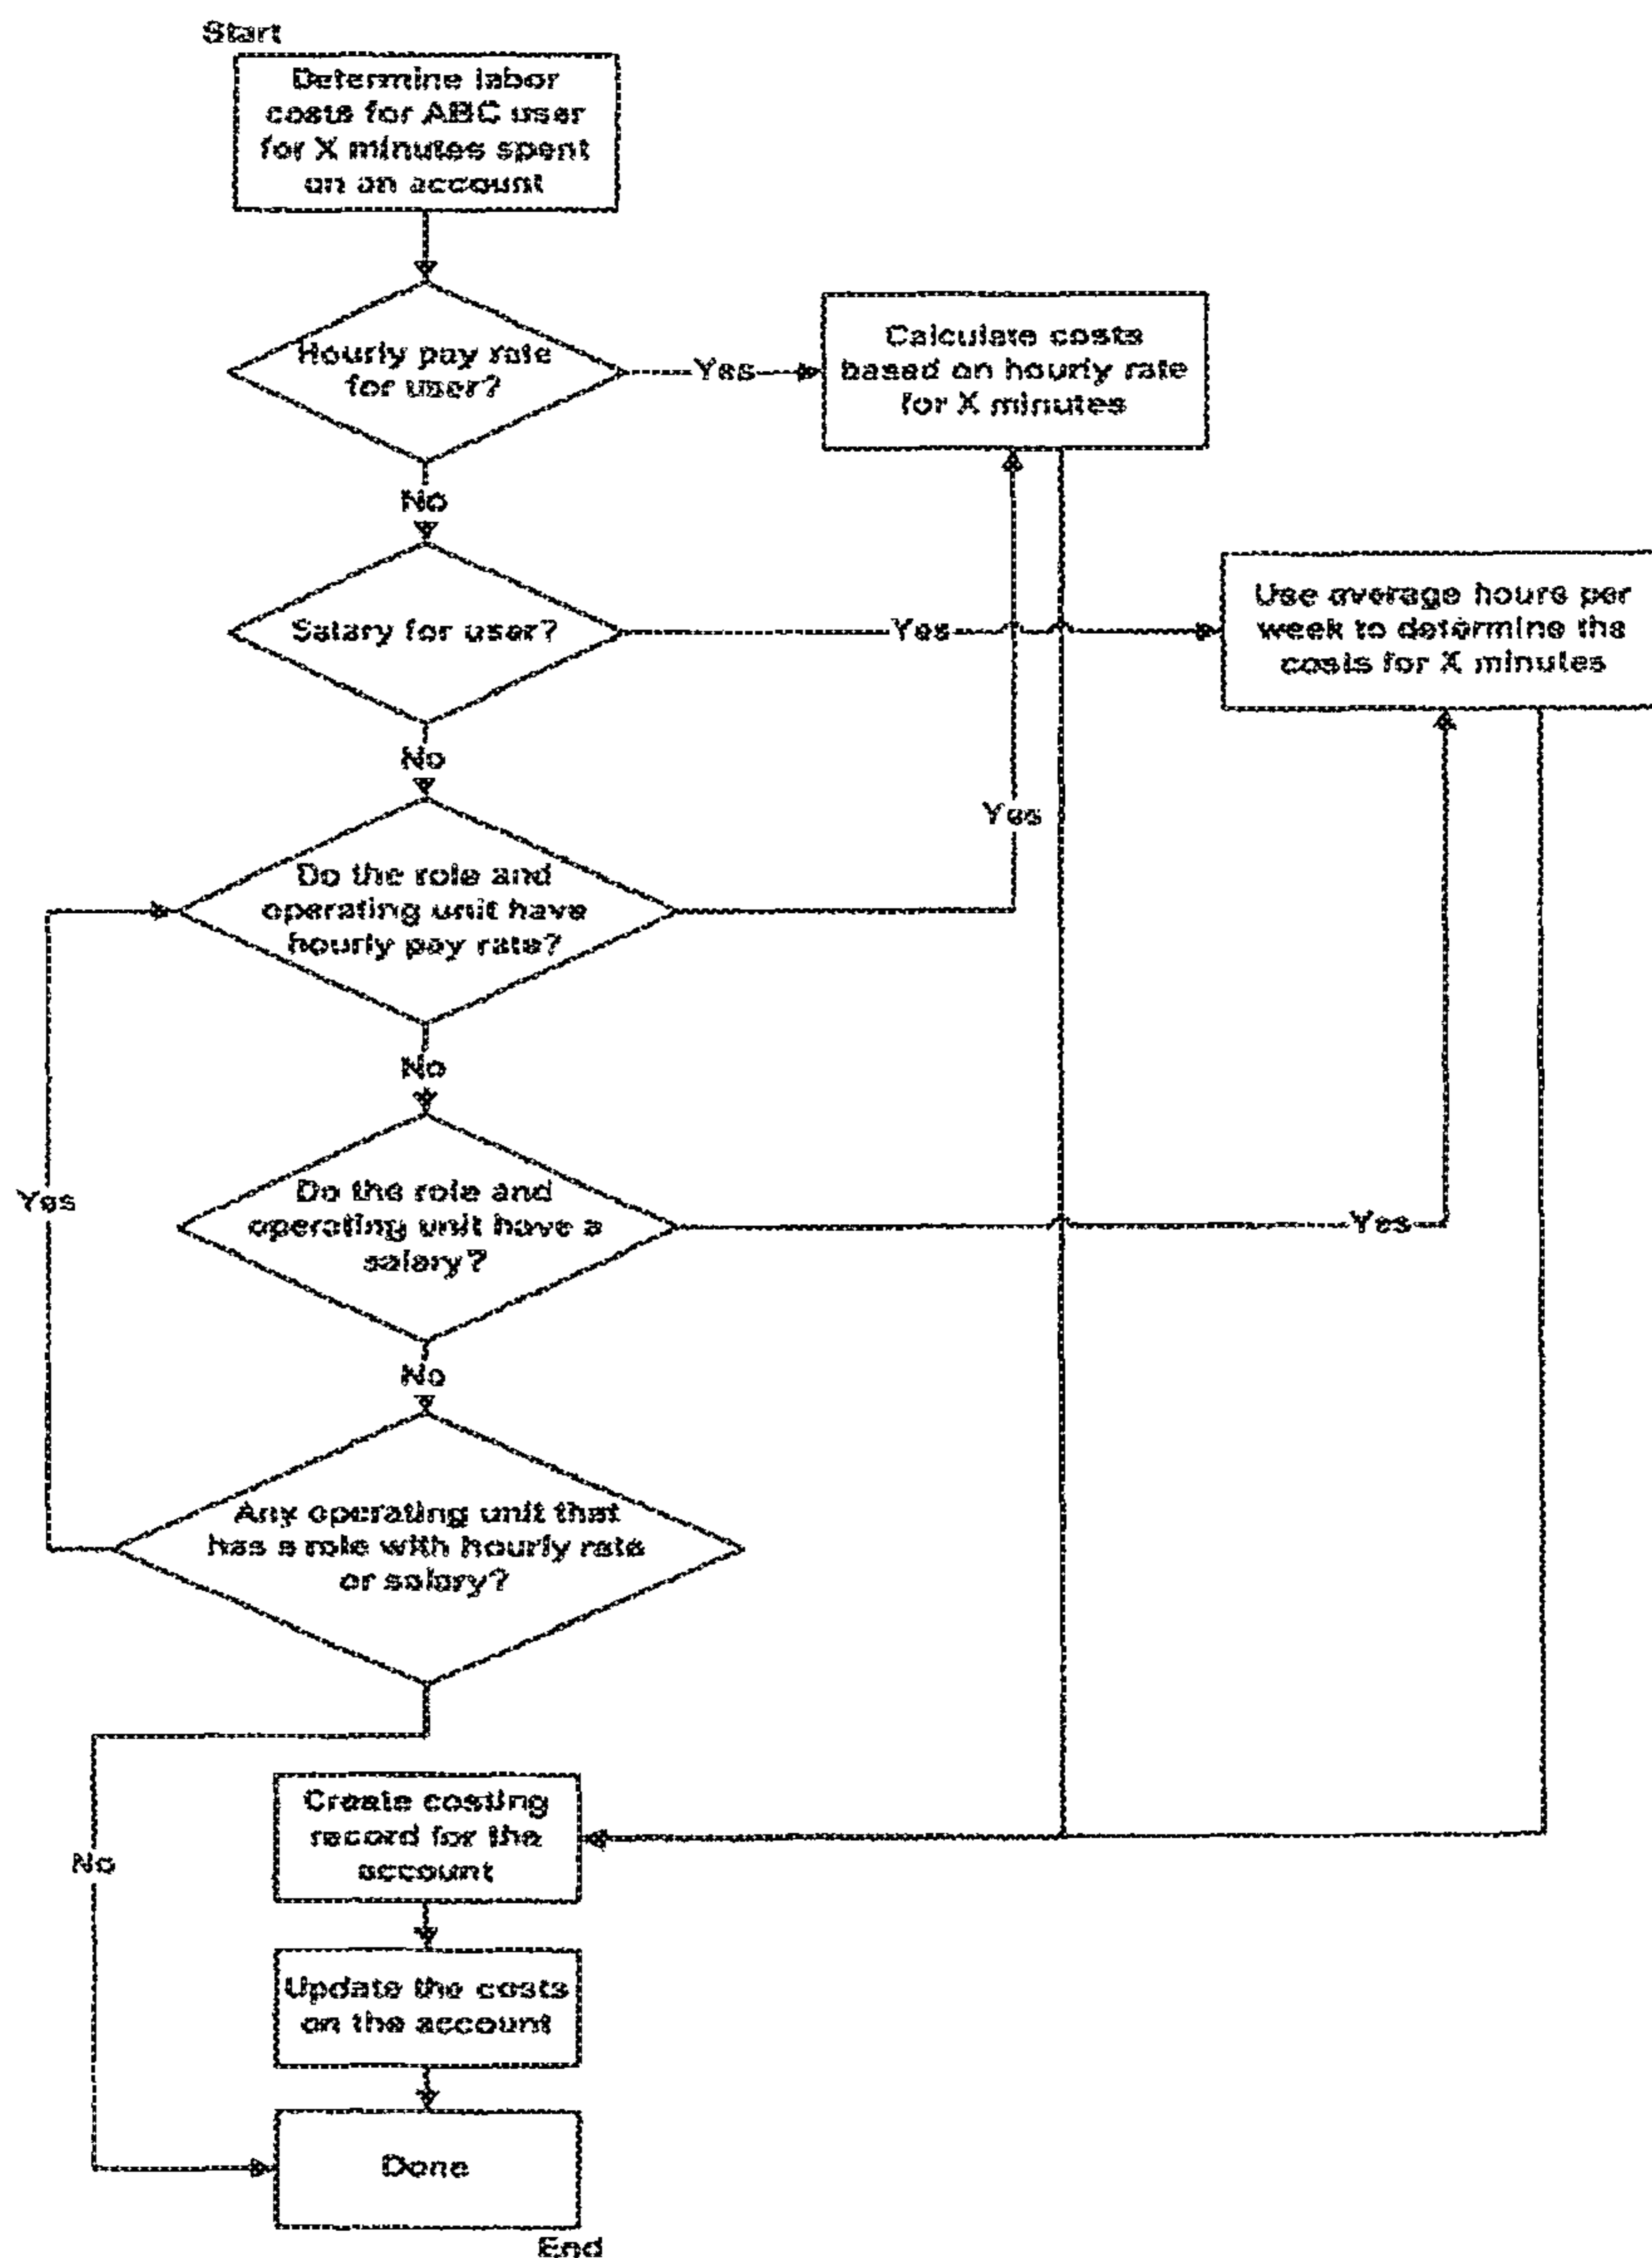 Start
Determine labor
costs for ABC user
for X minutes spent
on an account
Hourly pay rate
for user?
Yes
Calculate costs
based on hourly rate
for X minutes
No
Salary for user?
Yes
Use average hours per
week to determine the
costs for X minutes
No
Yes
Do the role and
operating unit have
hourly pay rate?
No
Yes
Do the role and
operating unit have a
salary?
Yes
No
Any operating unit that
has a role with hourly rate
or salary?
Create costing
record for the
account
No
Update the costs
on the account
Done
End